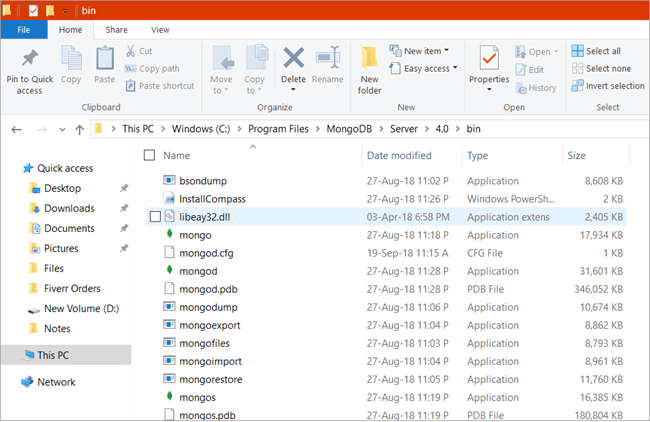 bin
File Home Share View
Pin to Quick access
Copy
Paste
Cut
Copy path
Paste shortcut
Clipboard
Move to
Copy to
Delete
Rename
Organize
New folder
New item
Easy access
New
Properties
Open
Edit
History
Open
Select all
Select none
Invert selection
Select
This PC Windows (C:) Program Files MongoDB Server 4.0 bin
Quick access
Desktop
Downloads
Documents
Pictures
Files
Fiverr Orders
New Volume (D:)
Notes
This PC
Network
Name Date modified Type Size
bsondump 27-Aug-18 11:02 P Application 8,608 KB
InstallCompass 27-Aug-18 11:26 P Windows PowerSh... 2 KB
libeay32.dll 03-Apr-18 6:58 PM Application extens 2,405 KB
mongo 27-Aug-18 11:18 P Application 17,934 KB
mongod.cfg 19-Sep-18 11:15 A CFG File 1 KB
mongod 27-Aug-18 11:28 P Application 31,601 KB
mongod.pdb 27-Aug-18 11:28 P PDB File 346,052 KB
mongodump 27-Aug-18 11:06 P Application 10,674 KB
mongoexport 27-Aug-18 11:04 P Application 8,862 KB
mongofiles 27-Aug-18 11:03 P Application 8,793 KB
mongoimport 27-Aug-18 11:04 P Application 8,961 KB
mongorestore 27-Aug-18 11:05 P Application 11,760 KB
mongos 27-Aug-18 11:19 P Application 16,385 KB
mongos.pdb 27-Aug-18 11:19 P PDB File 180,804 KB